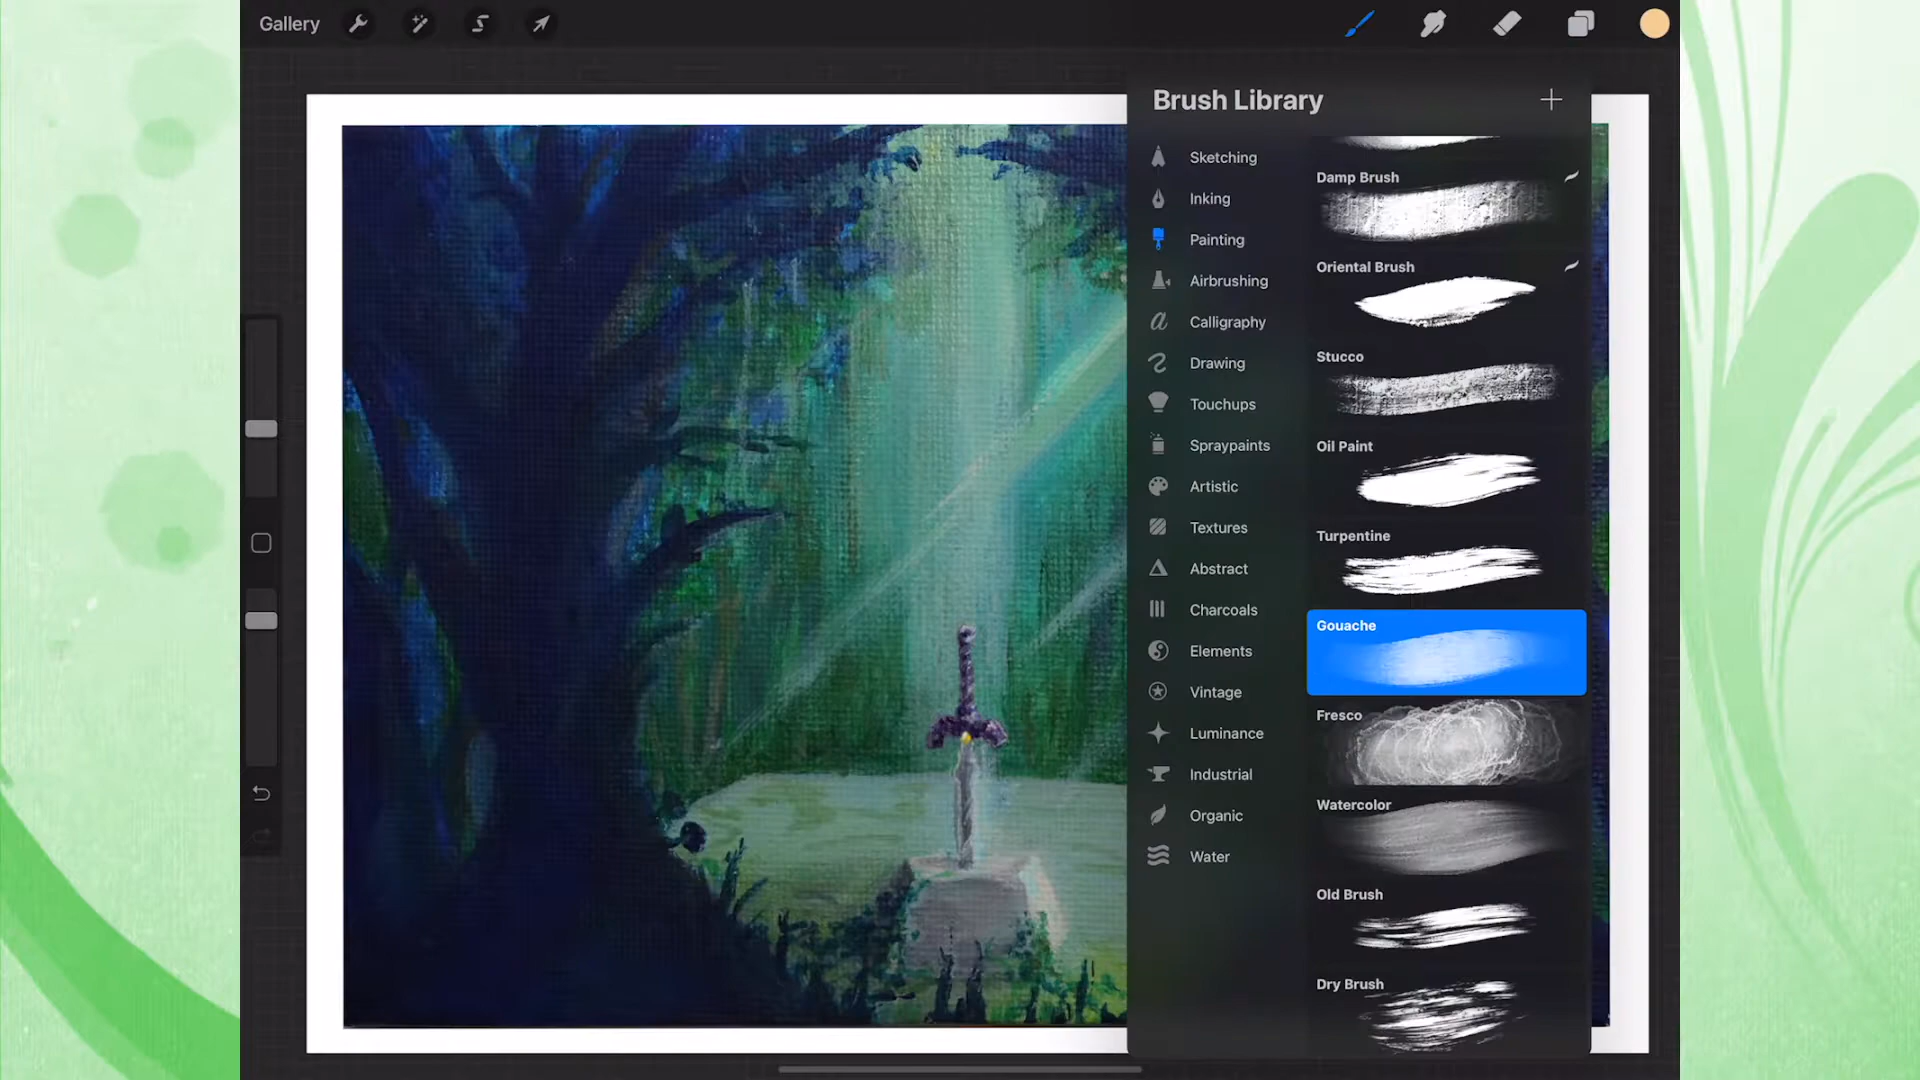 Gallery
Brush Library
Sketching
Inking
Painting
Airbrushing
Calligraphy
Drawing
Touchups
Spraypaints
Artistic
Textures
Abstract
Charcoals
Elements
Vintage
Luminance
Industrial
Organic
Water
Damp Brush
Oriental Brush
Stucco
Oil Paint
Turpentine
Gouache
Fresco
Watercolor
Old Brush
Dry Brush